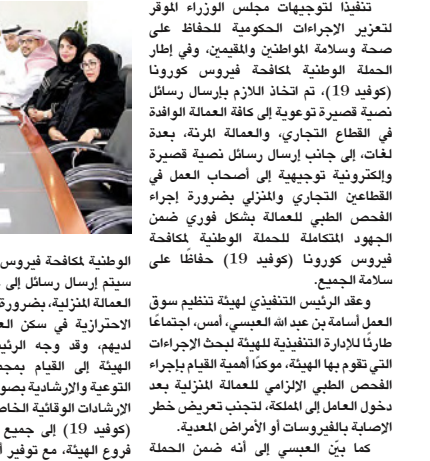 تنفيذًا لتوجيهات مجلس الوزراء الموقر
لتعزيز الإجراءات الحكومية للحفاظ على
صحة وسلامة المواطنين والمقيمين، وفي إطار
الحملة الوطنية لمكافحة فيروس كورونا
(كوفيد 19)، تم اتخاذ اللازم بإرسال رسائل
نصية قصيرة توعوية إلى كافة العمالة الوافدة
في القطاع التجاري، والعمالة المرنة، بعدة
لغات، إلى جانب إرسال رسائل نصية قصيرة
وإلكترونية توجيهية إلى أصحاب العمل في
القطاعين التجاري والمنزلي بضرورة إجراء
الفحص الطبي للعمالة بشكل فوري ضمن
الجهود المتكاملة للحملة الوطنية لمكافحة
فيروس كورونا (كوفيد 19) حفاظًا على
سلامة الجميع.
وعقد الرئيس التنفيذي لهيئة تنظيم سوق
العمل أسامة بن عبد الله العبسي، أمس، اجتماعًا
طارئًا للإدارة التنفيذية للهيئة لبحث الإجراءات
التي تقوم بها الهيئة، موكدًا أهمية القيام بإجراء
الفحص الطبي الإلزامي للعمالة المنزلية بعد
دخول العامل إلى المملكة، لتجنب تعريض خطر
الإصابة بالفيروسات أو الأمراض المعدية.
كما بيّن العبسي إلى أنه ضمن الحملة
الوطنية لمكافحة فيروس
سيتم إرسال رسائل إلى
العمالة المنزلية، بضرورة
الاحترازية في سكن
لديهم، وقد وجه
الهيئة إلى القيام
التوعية والإرشادية
الإرشادات الوقائية
(كوفيد 19) إلى جميع
فروع الهيئة، مع توفير